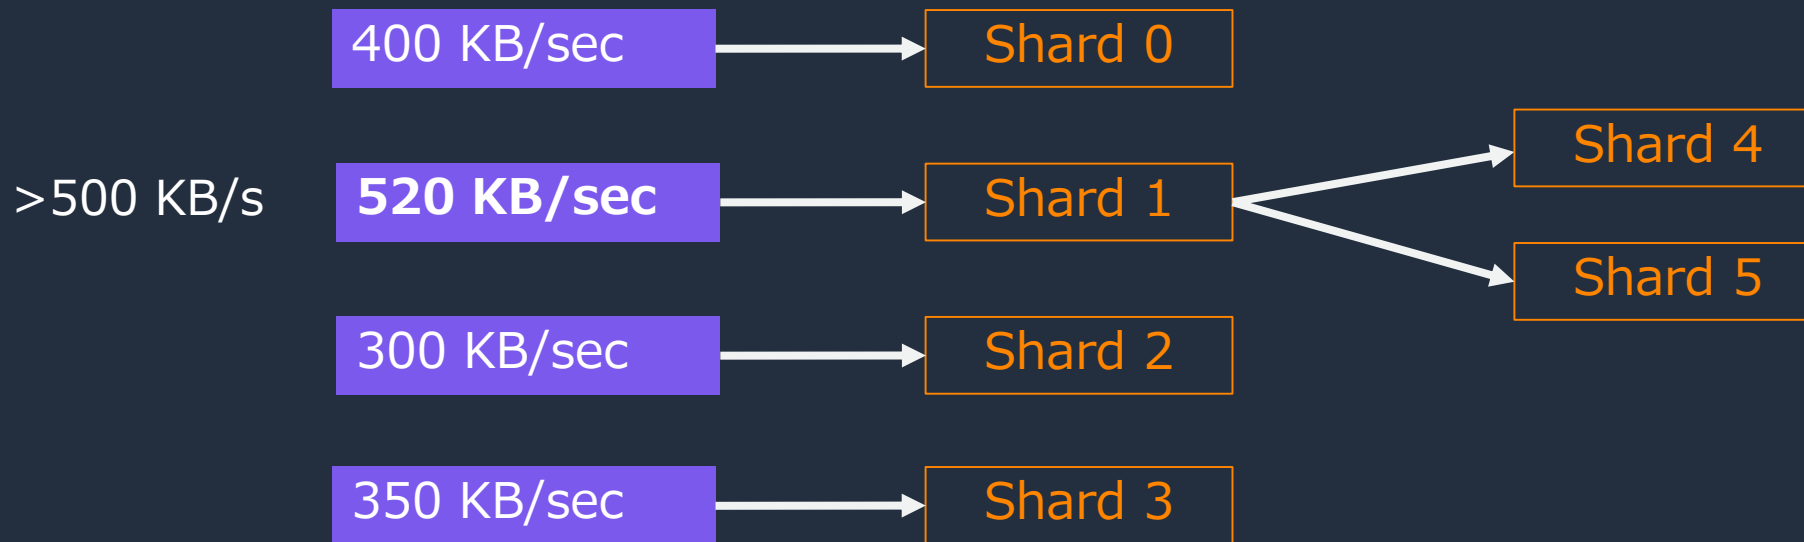 400 KB/sec
Shard 0
Shard 4
>500 KB/s
520 KB/sec
Shard 1
Shard 5
300 KB/sec
Shard 2
350 KB/sec
Shard 3